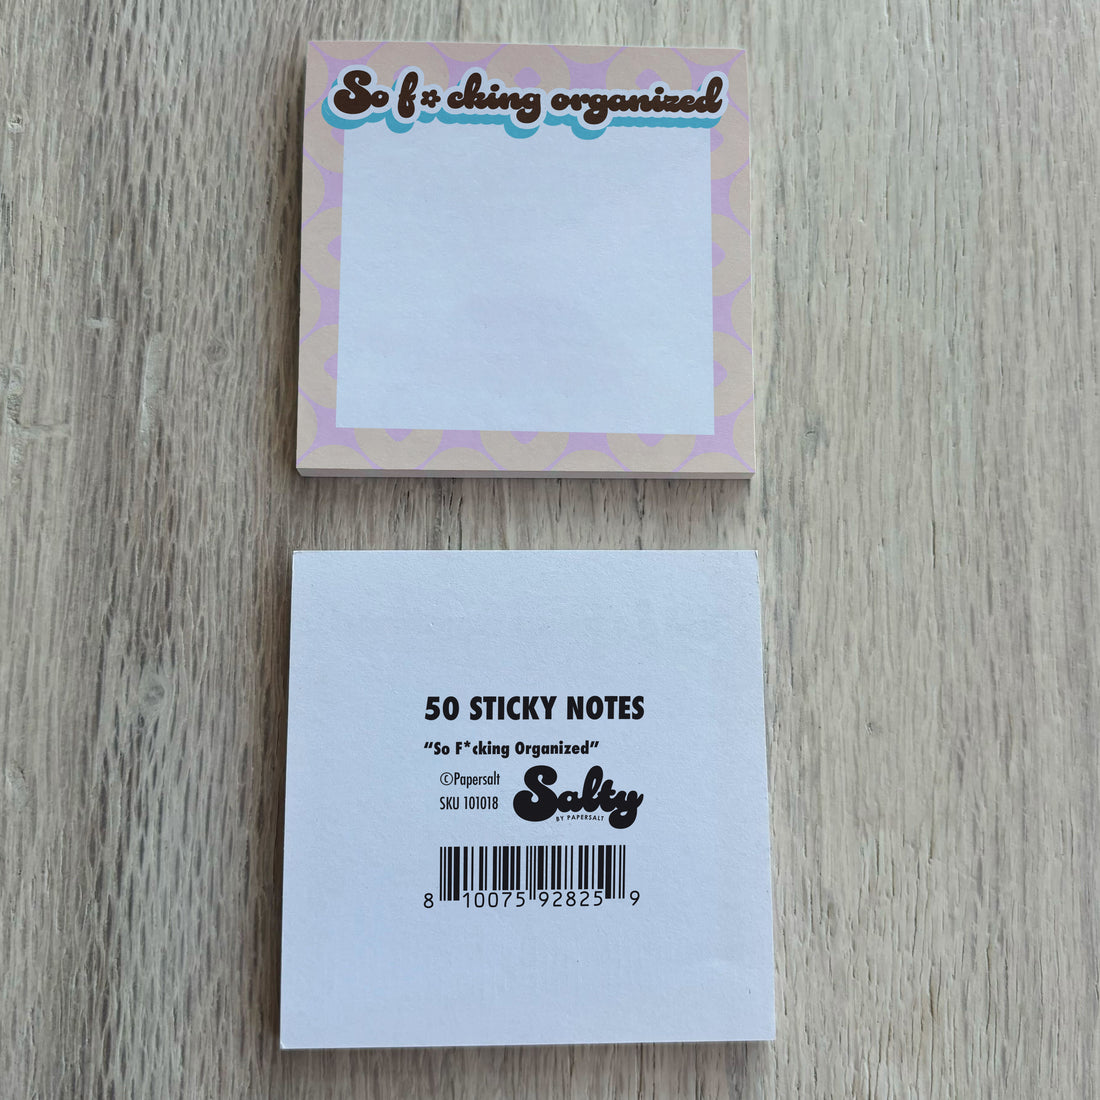 So f*cking organized
50 STICKY NOTES
“So F*cking Organized”
©Papersalt
SKU 101018
Salty
BY PAPERSALT
8 10075 92825 9